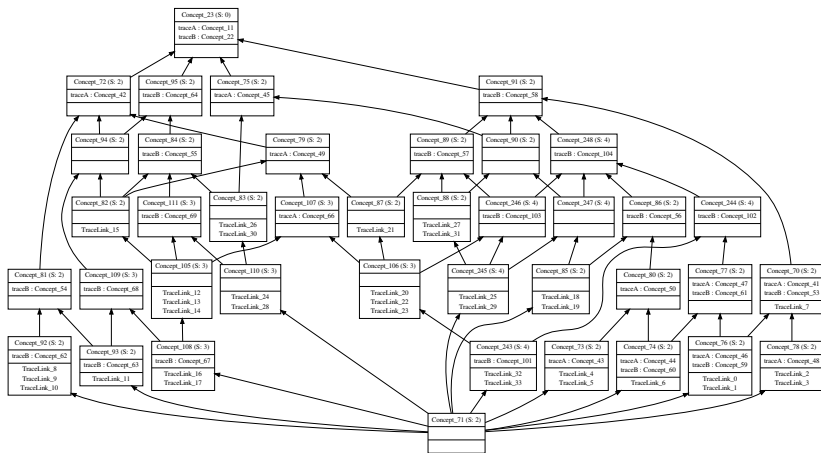 Concept_23 (S: 0)
traceA : Concept_11
traceB : Concept_22
Concept_72 (S: 2)
traceA : Concept_42
Concept_95 (S: 2)
traceB : Concept_64
Concept_75 (S: 2)
traceA : Concept_45
Concept_91 (S: 2)
traceB : Concept_58
Concept_94 (S: 2)
Concept_84 (S: 2)
traceB : Concept_55
Concept_79 (S: 2)
traceA : Concept_49
Concept_89 (S: 2)
traceB : Concept_57
Concept_90 (S: 2)
Concept_248 (S: 4)
traceB : Concept_104
Concept_82 (S: 2)
TraceLink_15
Concept_111 (S: 3)
traceB : Concept_69
Concept_83 (S: 2)
TraceLink_26
TraceLink_30
Concept_107 (S: 3)
traceA : Concept_66
Concept_87 (S: 2)
TraceLink_21
Concept_88 (S: 2)
TraceLink_27
TraceLink_31
Concept_246 (S: 4)
traceB : Concept_103
Concept_247 (S: 4)
Concept_86 (S: 2)
traceB : Concept_56
Concept_244 (S: 4)
traceB : Concept_102
Concept_81 (S: 2)
traceB : Concept_54
Concept_109 (S: 3)
traceB : Concept_68
Concept_105 (S: 3)
TraceLink_12
TraceLink_13
TraceLink_14
Concept_110 (S: 3)
TraceLink_24
TraceLink_28
Concept_106 (S: 3)
TraceLink_20
TraceLink_22
TraceLink_23
Concept_245 (S: 4)
TraceLink_25
TraceLink_29
Concept_85 (S: 2)
TraceLink_18
TraceLink_19
Concept_80 (S: 2)
traceA : Concept_50
Concept_77 (S: 2)
traceA : Concept_47
traceB : Concept_61
Concept_70 (S: 2)
traceA : Concept_41
traceB : Concept_53
TraceLink_7
Concept_92 (S: 2)
traceB : Concept_62
TraceLink_8
TraceLink_9
TraceLink_10
Concept_93 (S: 2)
traceB : Concept_63
TraceLink_11
Concept_108 (S: 3)
traceB : Concept_67
TraceLink_16
TraceLink_17
Concept_243 (S: 4)
traceB : Concept_101
TraceLink_32
TraceLink_33
Concept_73 (S: 2)
traceA : Concept_43
TraceLink_4
TraceLink_5
Concept_74 (S: 2)
traceA : Concept_44
traceB : Concept_60
TraceLink_6
Concept_76 (S: 2)
traceA : Concept_46
traceB : Concept_59
TraceLink_0
TraceLink_1
Concept_78 (S: 2)
traceA : Concept_48
TraceLink_2
TraceLink_3
Concept_71 (S: 2)